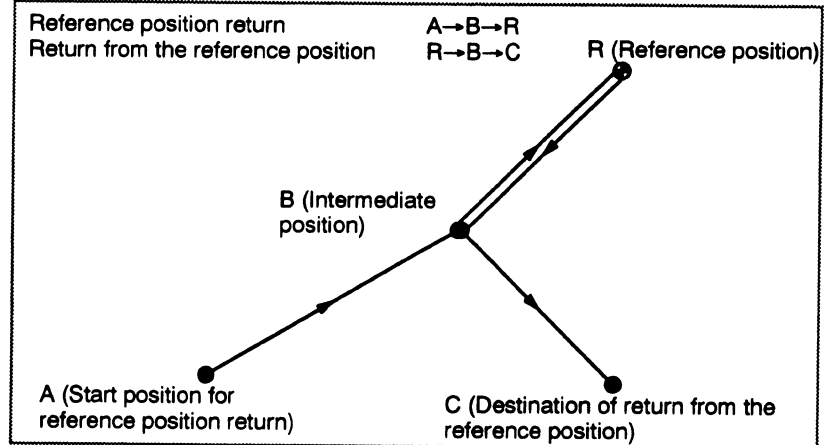 Reference position return A→B→R
Return from the reference position R→B→C
R (Reference position)
B (Intermediate
position)
A (Start position for
reference position return)
C (Destination of return from the
reference position)